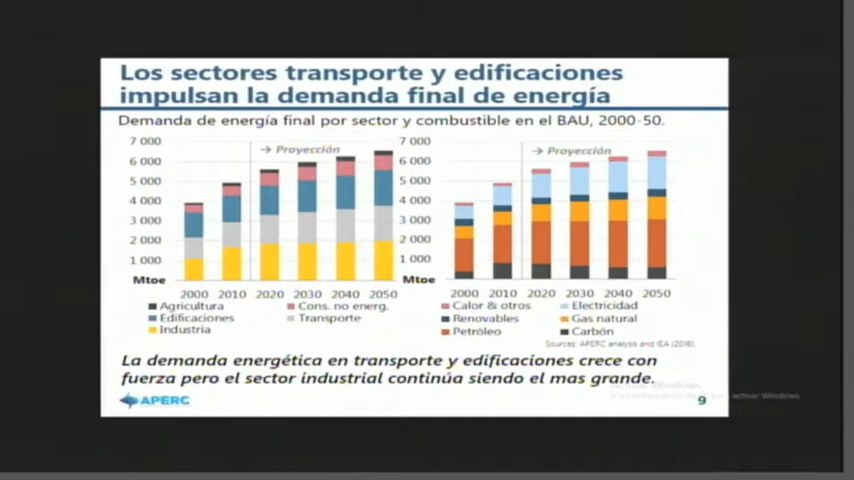 Los sectores transporte y edificaciones
impulsan la demanda final de energía
Demanda de energía final por sector y combustible en el BAU, 2000-50.
7 000
6 000
5 000
4 000
3 000
2 000
1 000
Mtoe
→ Proyección
2000 2010 2020 2030 2040 2050
Agricultura
Cons. no energ.
Edificaciones
Transporte
Industria
7 000
6 000
5 000
4 000
3 000
2 000
1 000
Mtoe
→ Proyección
2000 2010 2020 2030 2040 2050
Calor & otros
Electricidad
Renovables
Gas natural
Petróleo
Carbón
Sources: APERC analysis and IEA (2018).
La demanda energética en transporte y edificaciones crece con
fuerza pero el sector industrial continúa siendo el mas grande.
APERC
9
Activar Windows
activar Windows.